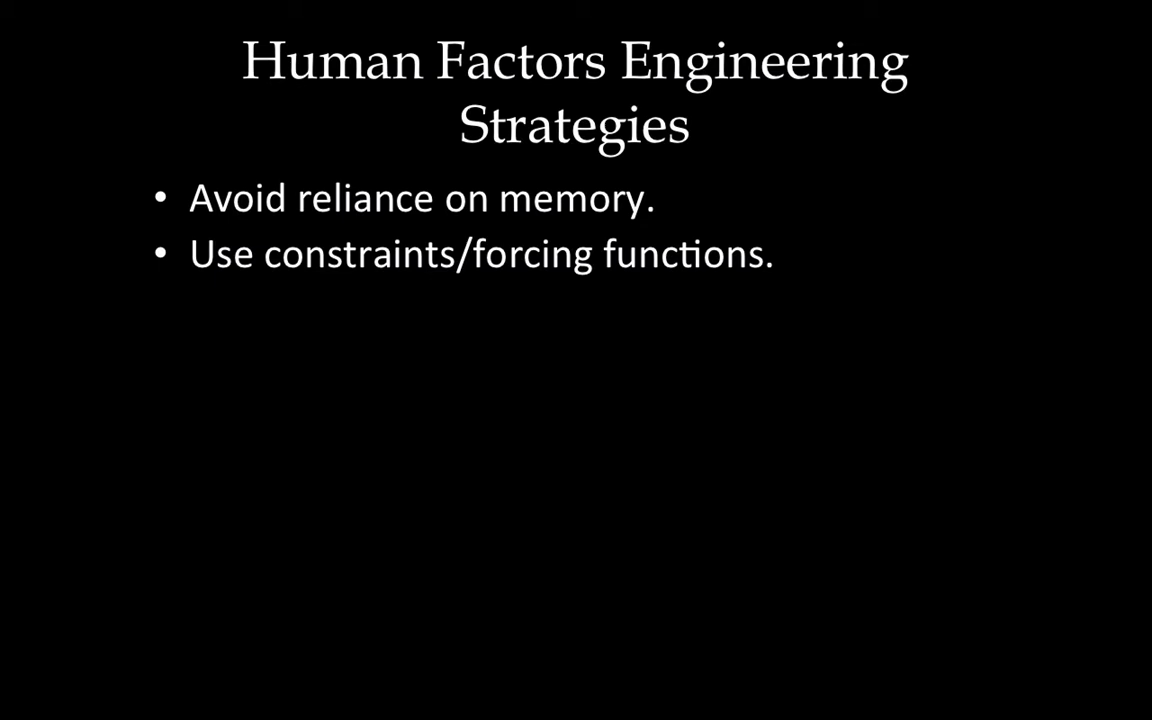 Human Factors Engineering
Strategies
• Avoid reliance on memory.
• Use constraints/forcing functions.